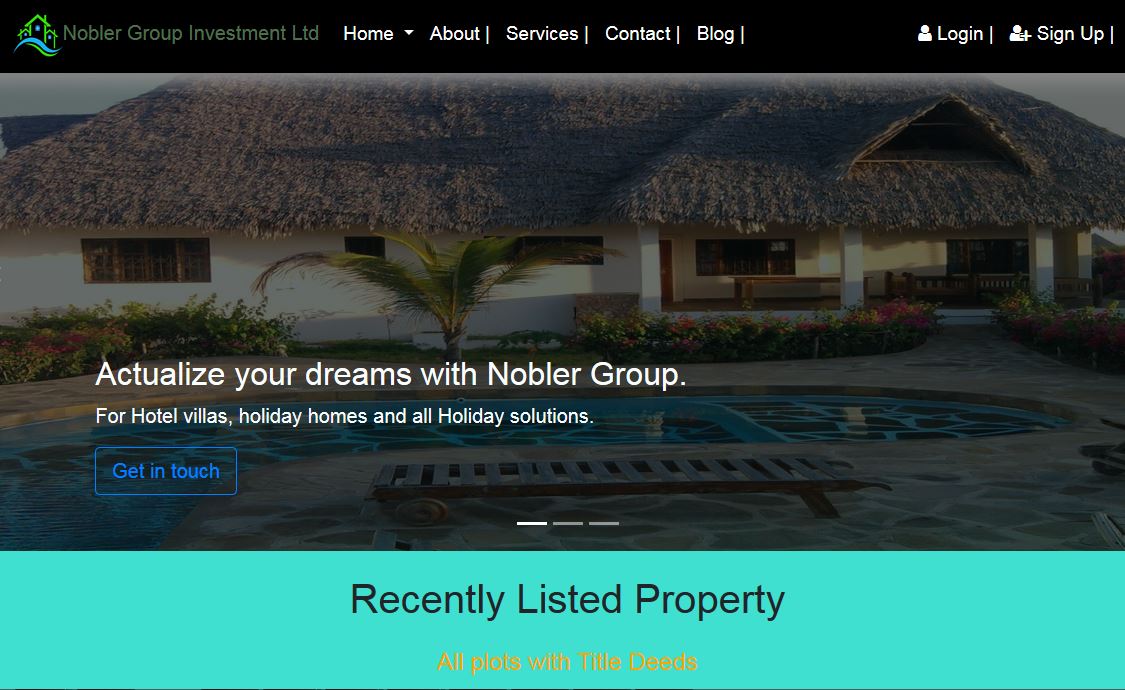 Nobler Group Investment Ltd Home About | Services | Contact | Blog | Login | Sign Up |
Actualize your dreams with Nobler Group.
For Hotel villas, holiday homes and all Holiday solutions.
Get in touch
Recently Listed Property
All plots with Title Deeds